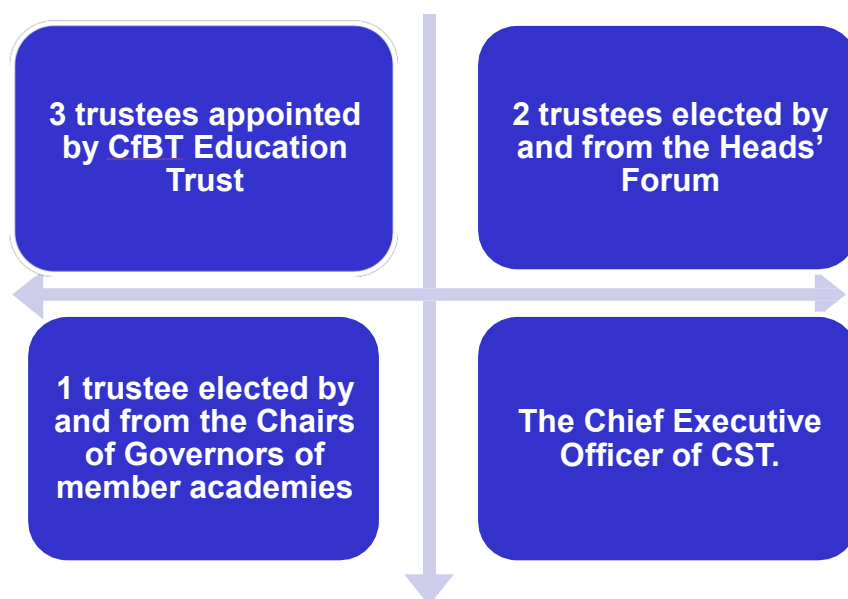 3 trustees appointed
by CfBT Education
Trust
2 trustees elected by
and from the Heads’
Forum
1 trustee elected by
and from the Chairs
of Governors of
member academies
The Chief Executive
Officer of CST.